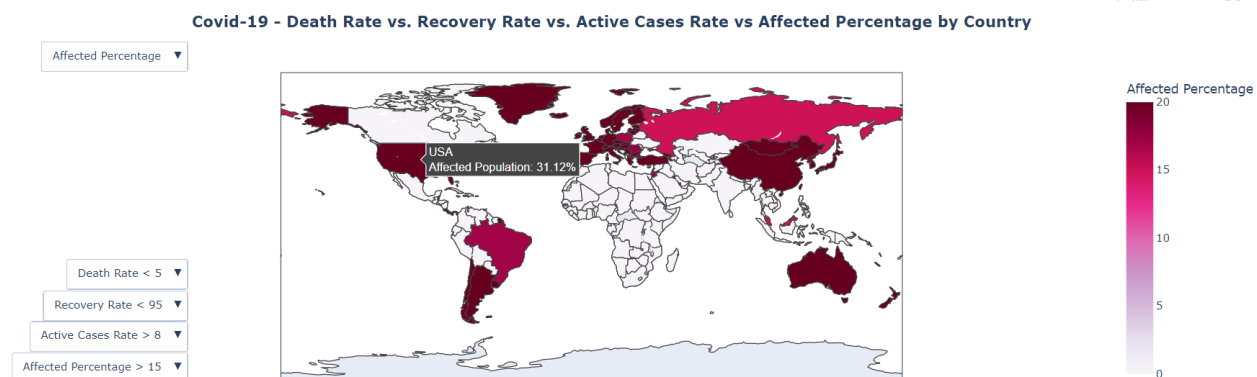 Covid-19 - Death Rate vs. Recovery Rate vs. Active Cases Rate vs Affected Percentage by Country
Affected Percentage ▼
USA
Affected Population: 31.12%
Affected Percentage
20
15
10
5
0
Death Rate < 5 ▼
Recovery Rate < 95 ▼
Active Cases Rate > 8 ▼
Affected Percentage > 15 ▼